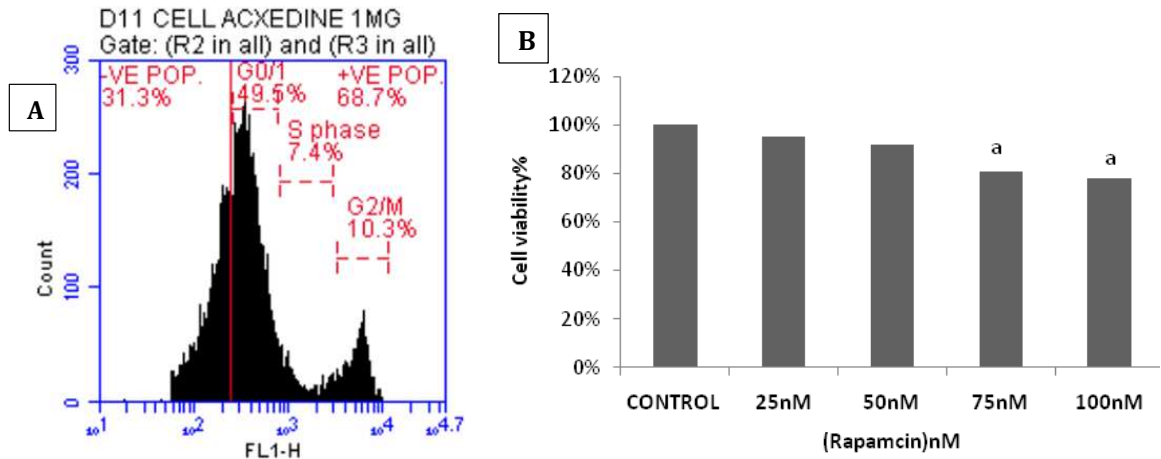 A
D11 CELL ACXEDINE 1MG
Gate: (R2 in all) and (R3 in all)
-VE POP.
31.3%
G0/1
49.5%
+VE POP.
68.7%
S phase
7.4%
G2/M
10.3%
300
200
100
0
Count
10^1 10^2 10^3 10^4 10^4.7
FL1-H
B
120%
100%
80%
60%
40%
20%
0%
Cell viability%
a a
CONTROL 25nM 50nM 75nM 100nM
(Rapamcin)nM